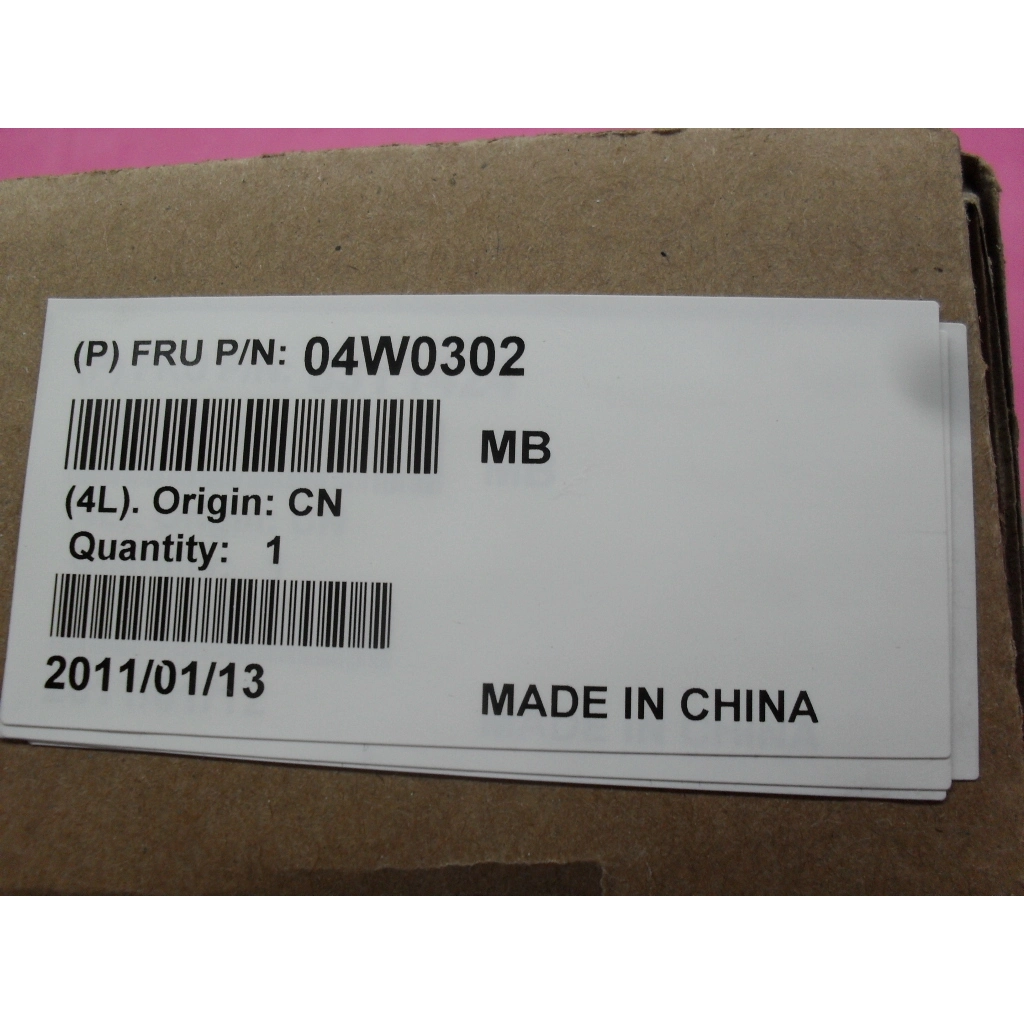 (P) FRU P/N: 04W0302
MB
(4L). Origin: CN
Quantity: 1
2011/01/13
MADE IN CHINA